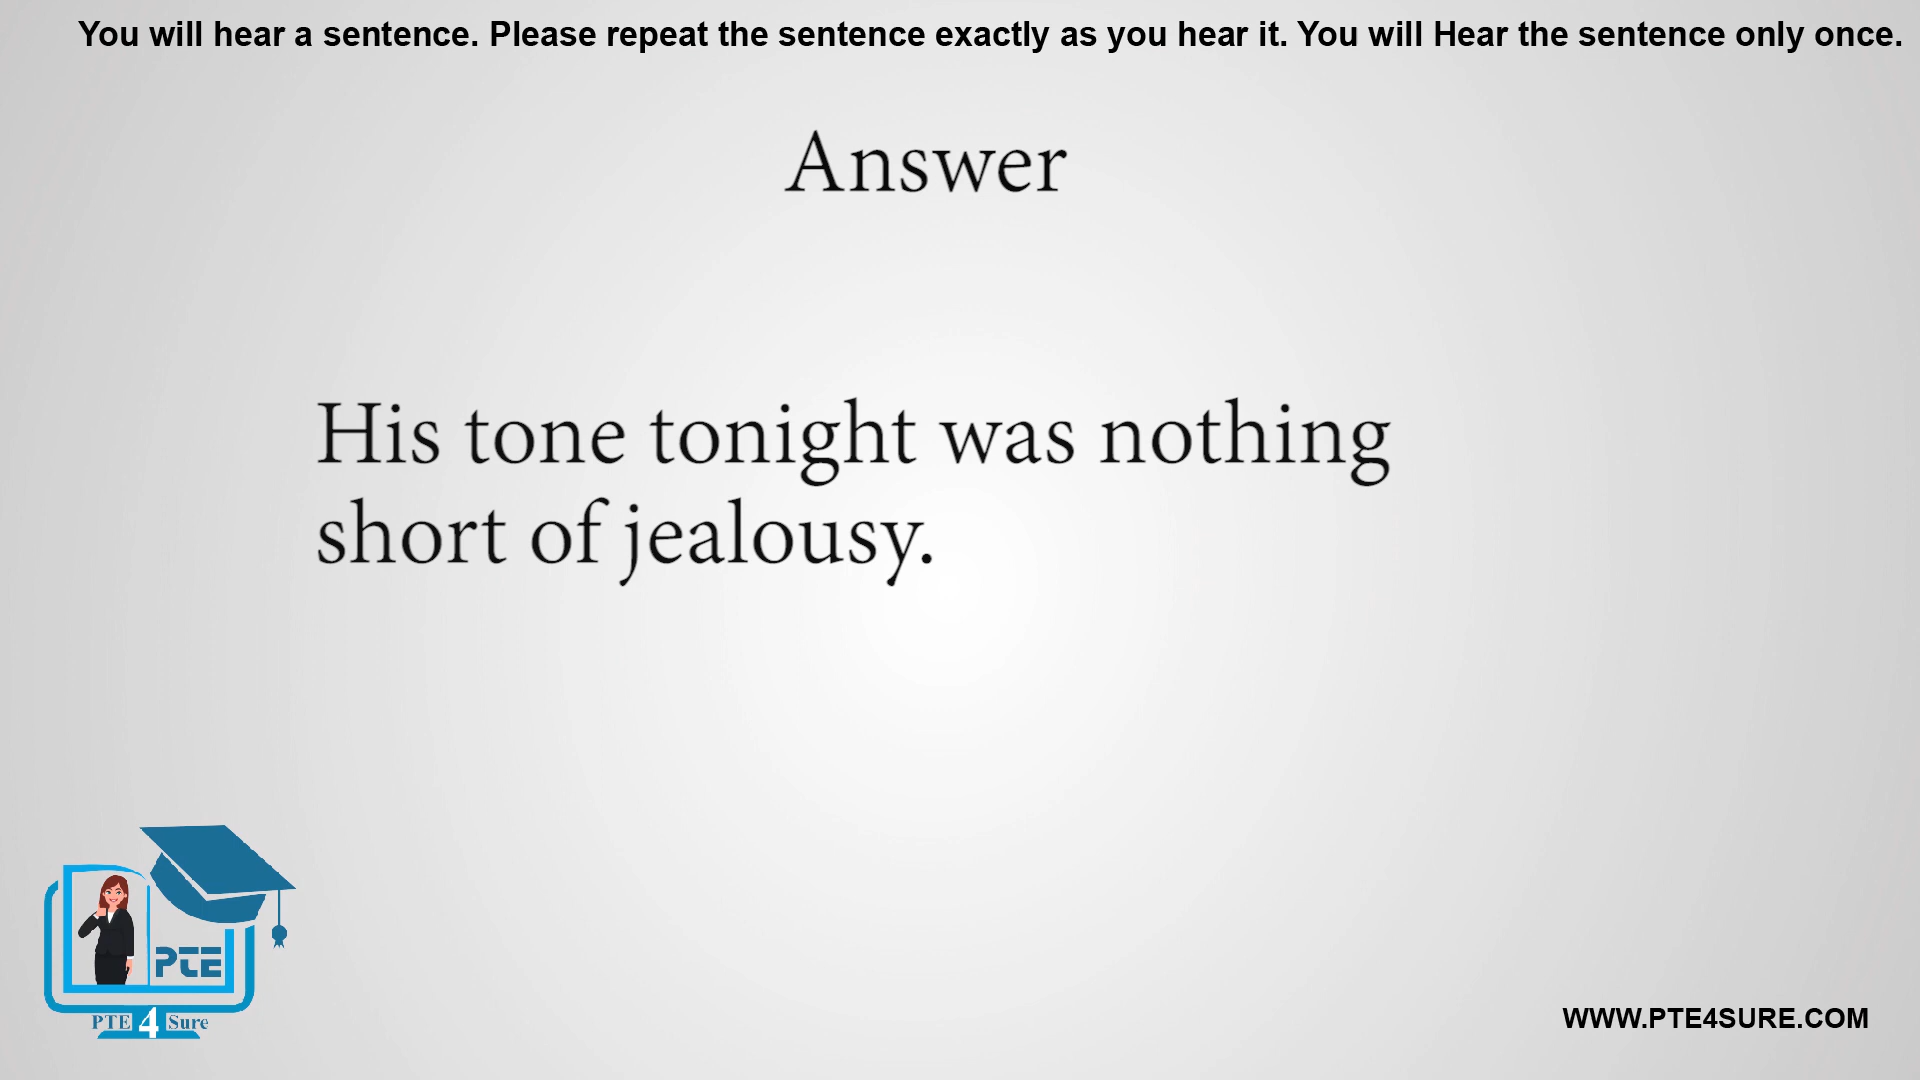 You will hear a sentence. Please repeat the sentence exactly as you hear it. You will Hear the sentence only once.
Answer
His tone tonight was nothing
short of jealousy.
PTE
PTE 4 Sure
WWW.PTE4SURE.COM